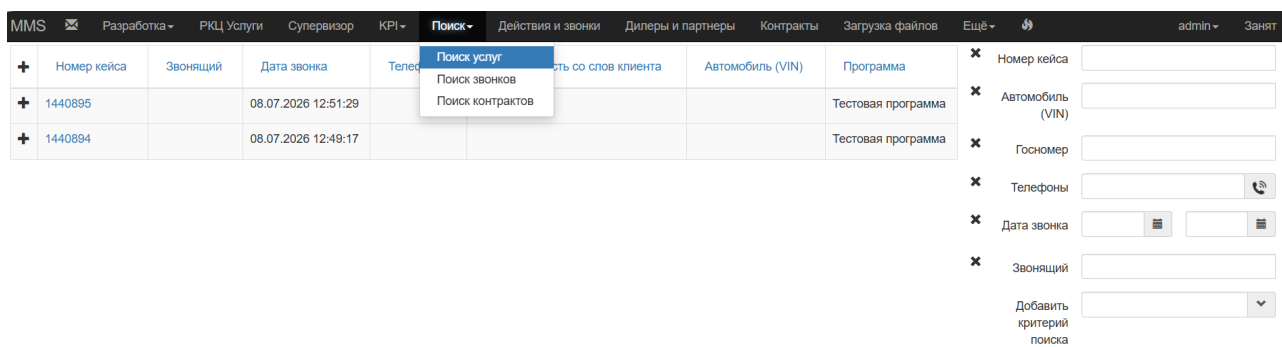 MMS Разработка РКЦ Услуги Супервизор KPI Поиск Действия и звонки Дилеры и партнеры Контракты Загрузка файлов Ещё admin Занят
Поиск услуг
Поиск звонков
Поиск контрактов
Номер кейса Звонящий Дата звонка Телеф сть со слов клиента Автомобиль (VIN) Программа
1440895 08.07.2026 12:51:29 Тестовая программа
1440894 08.07.2026 12:49:17 Тестовая программа
Номер кейса
Автомобиль
(VIN)
Госномер
Телефоны
Дата звонка
Звонящий
Добавить
критерий
поиска